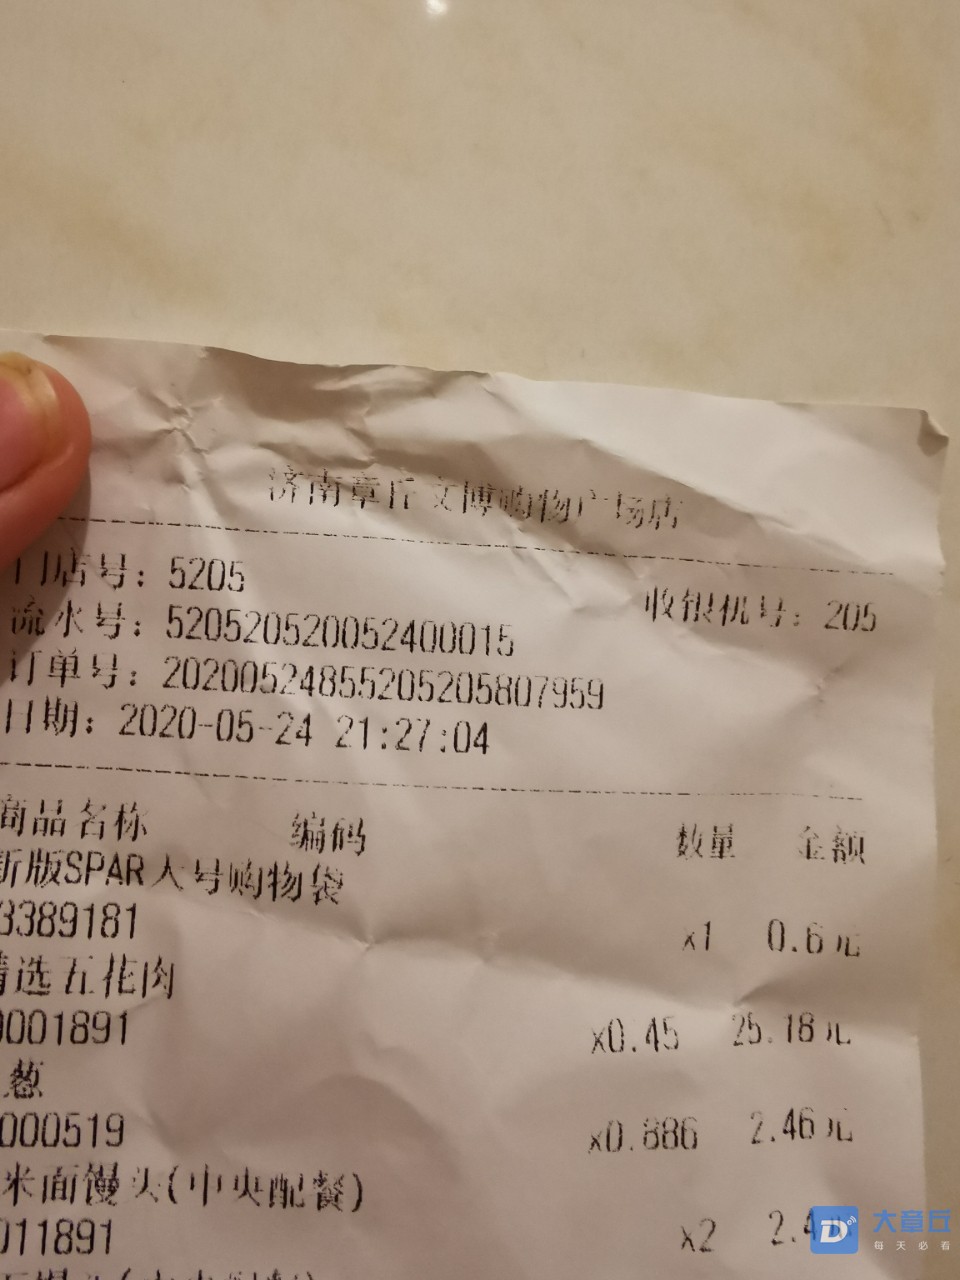 济南章丘文博购物广场店
门店号：5205 收银机号：205
流水号：520520520052400015
订单号：2020052485520520580​7959
日期：2020-05-24 21:27:04
商品名称 编码 数量 金额
新版SPAR大号购物袋
3389181 x1 0.6元
精选五花肉
0001891 x0.45 25.18元
葱
000519 x0.886 2.46元
米面馒头(中央配餐)
011891 x2 2.4
大章丘
每天必看